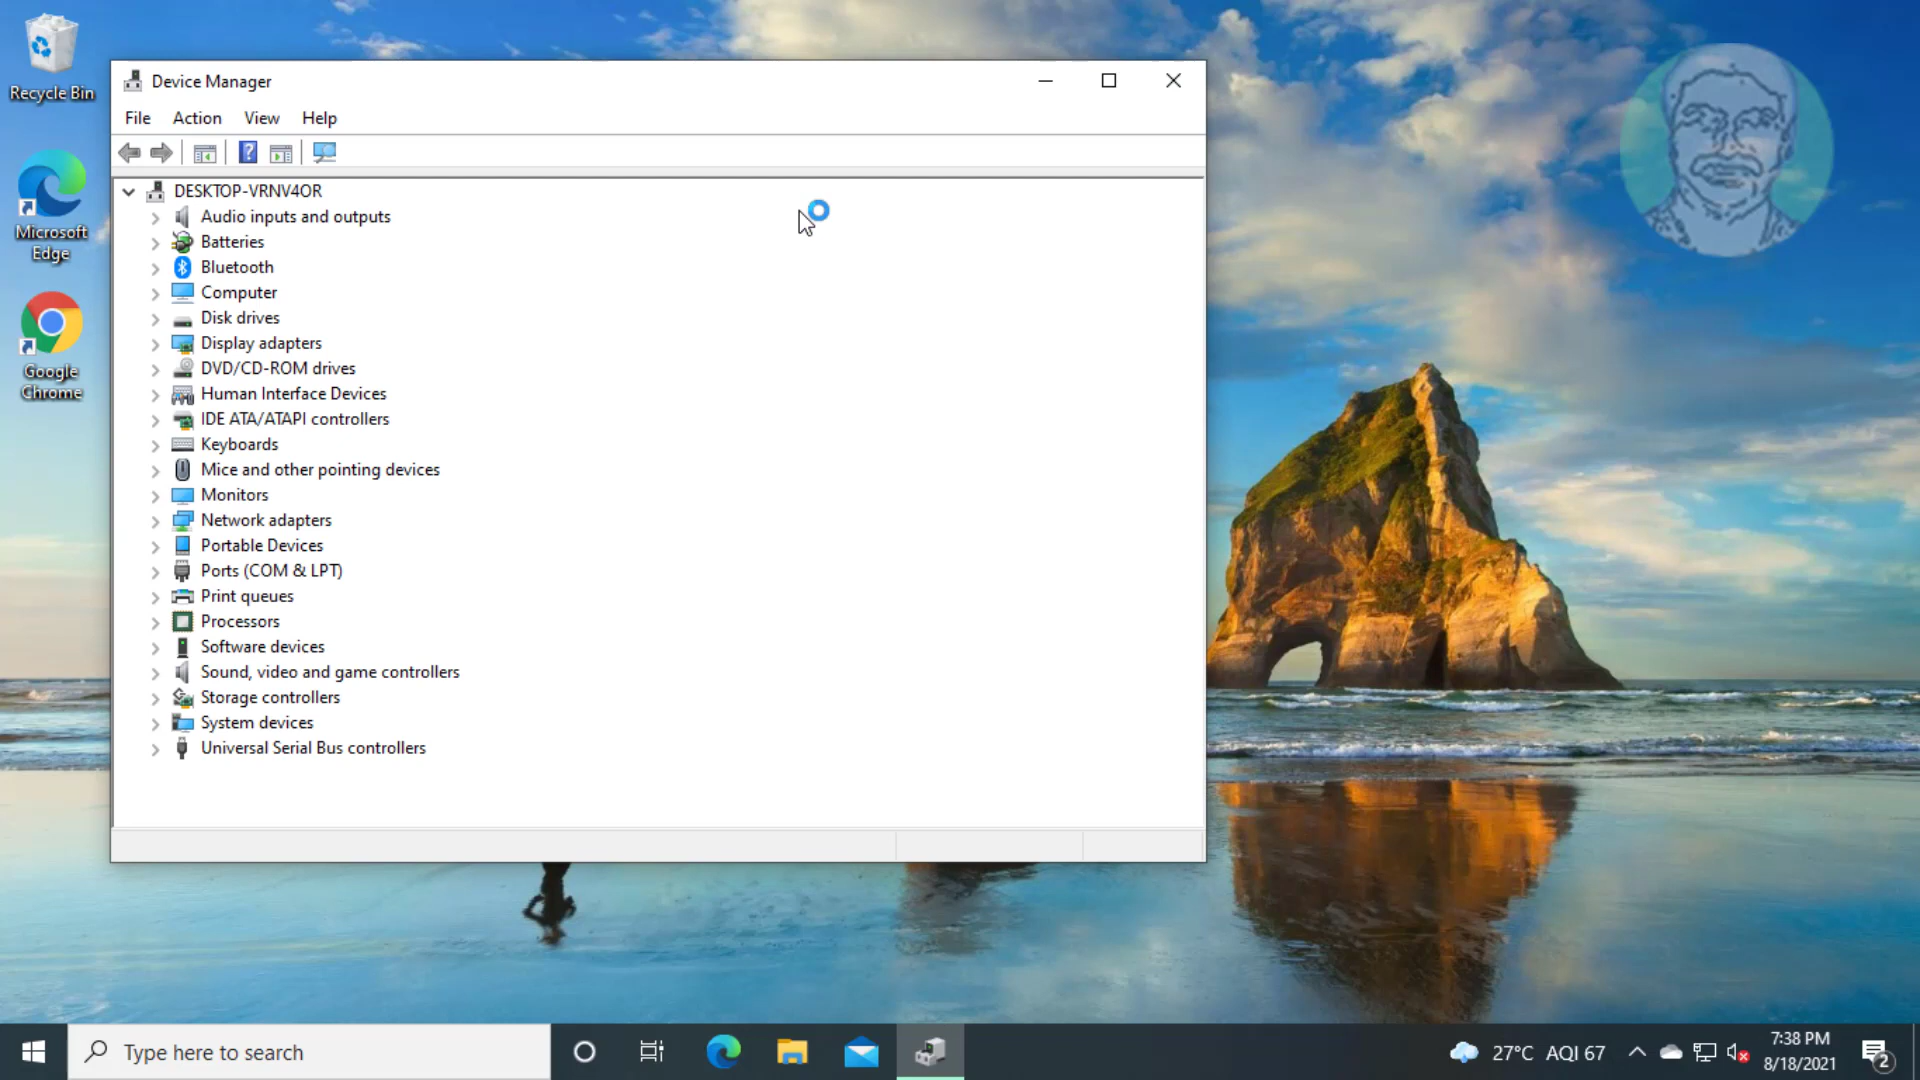 Recycle Bin
Microsoft
Edge
Google
Chrome
Device Manager
File Action View Help
DESKTOP-VRNV4OR
Audio inputs and outputs
Batteries
Bluetooth
Computer
Disk drives
Display adapters
DVD/CD-ROM drives
Human Interface Devices
IDE ATA/ATAPI controllers
Keyboards
Mice and other pointing devices
Monitors
Network adapters
Portable Devices
Ports (COM & LPT)
Print queues
Processors
Software devices
Sound, video and game controllers
Storage controllers
System devices
Universal Serial Bus controllers
Type here to search
27°C AQI 67
7:38 PM
8/18/2021
2